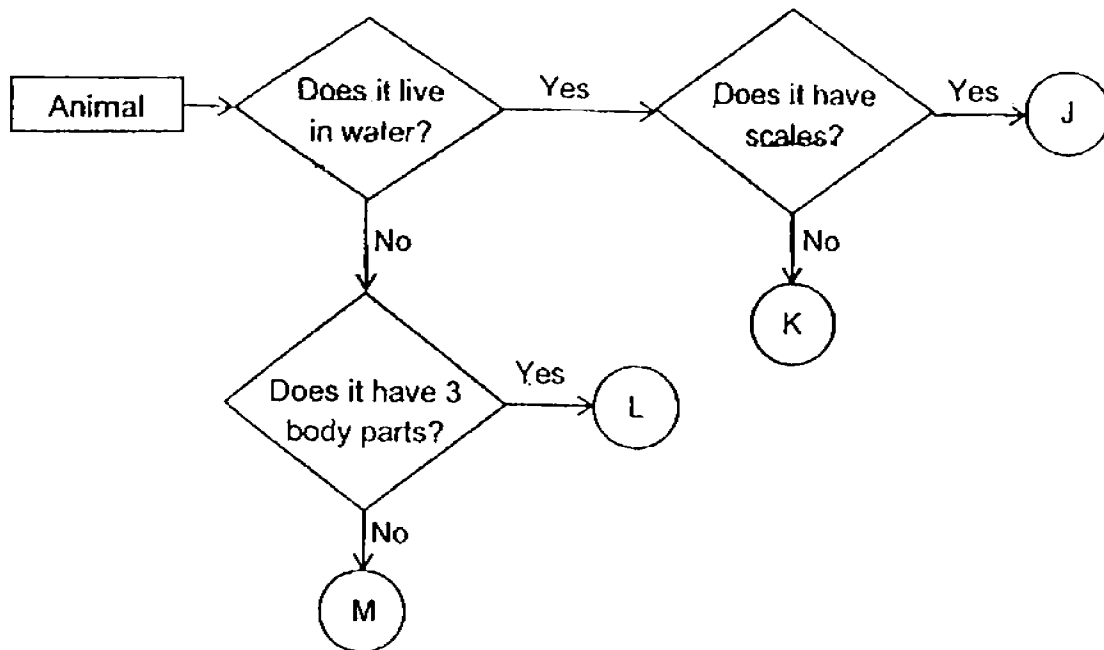 Animal
Does it live
in water?
Yes
Does it have
scales?
Yes
J
No
No
K
Does it have 3
body parts?
Yes
L
No
M